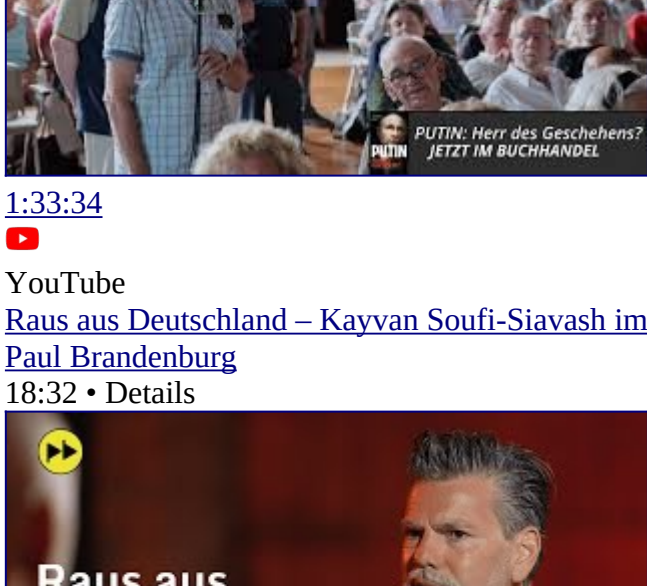 PUTIN: Herr des Geschehens?
PUTIN JETZT IM BUCHHANDEL
1:33:34
YouTube
Raus aus Deutschland – Kayvan Soufi-Siavash im
Paul Brandenburg
18:32 • Details
Raus aus